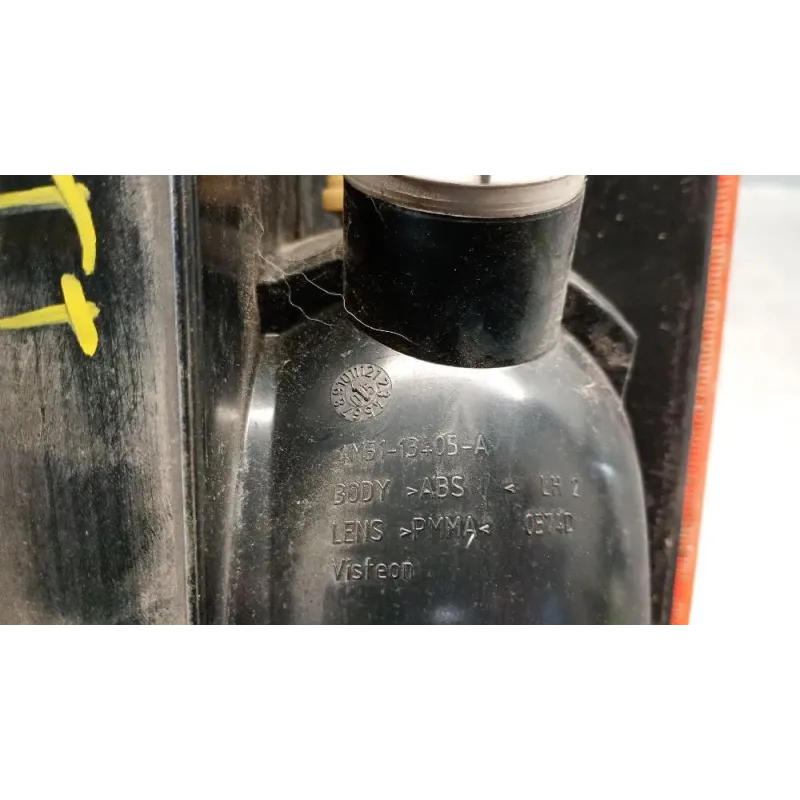 4M51-13405-A
BODY >ABS < LH 2
LENS >PMMA<
Visteon